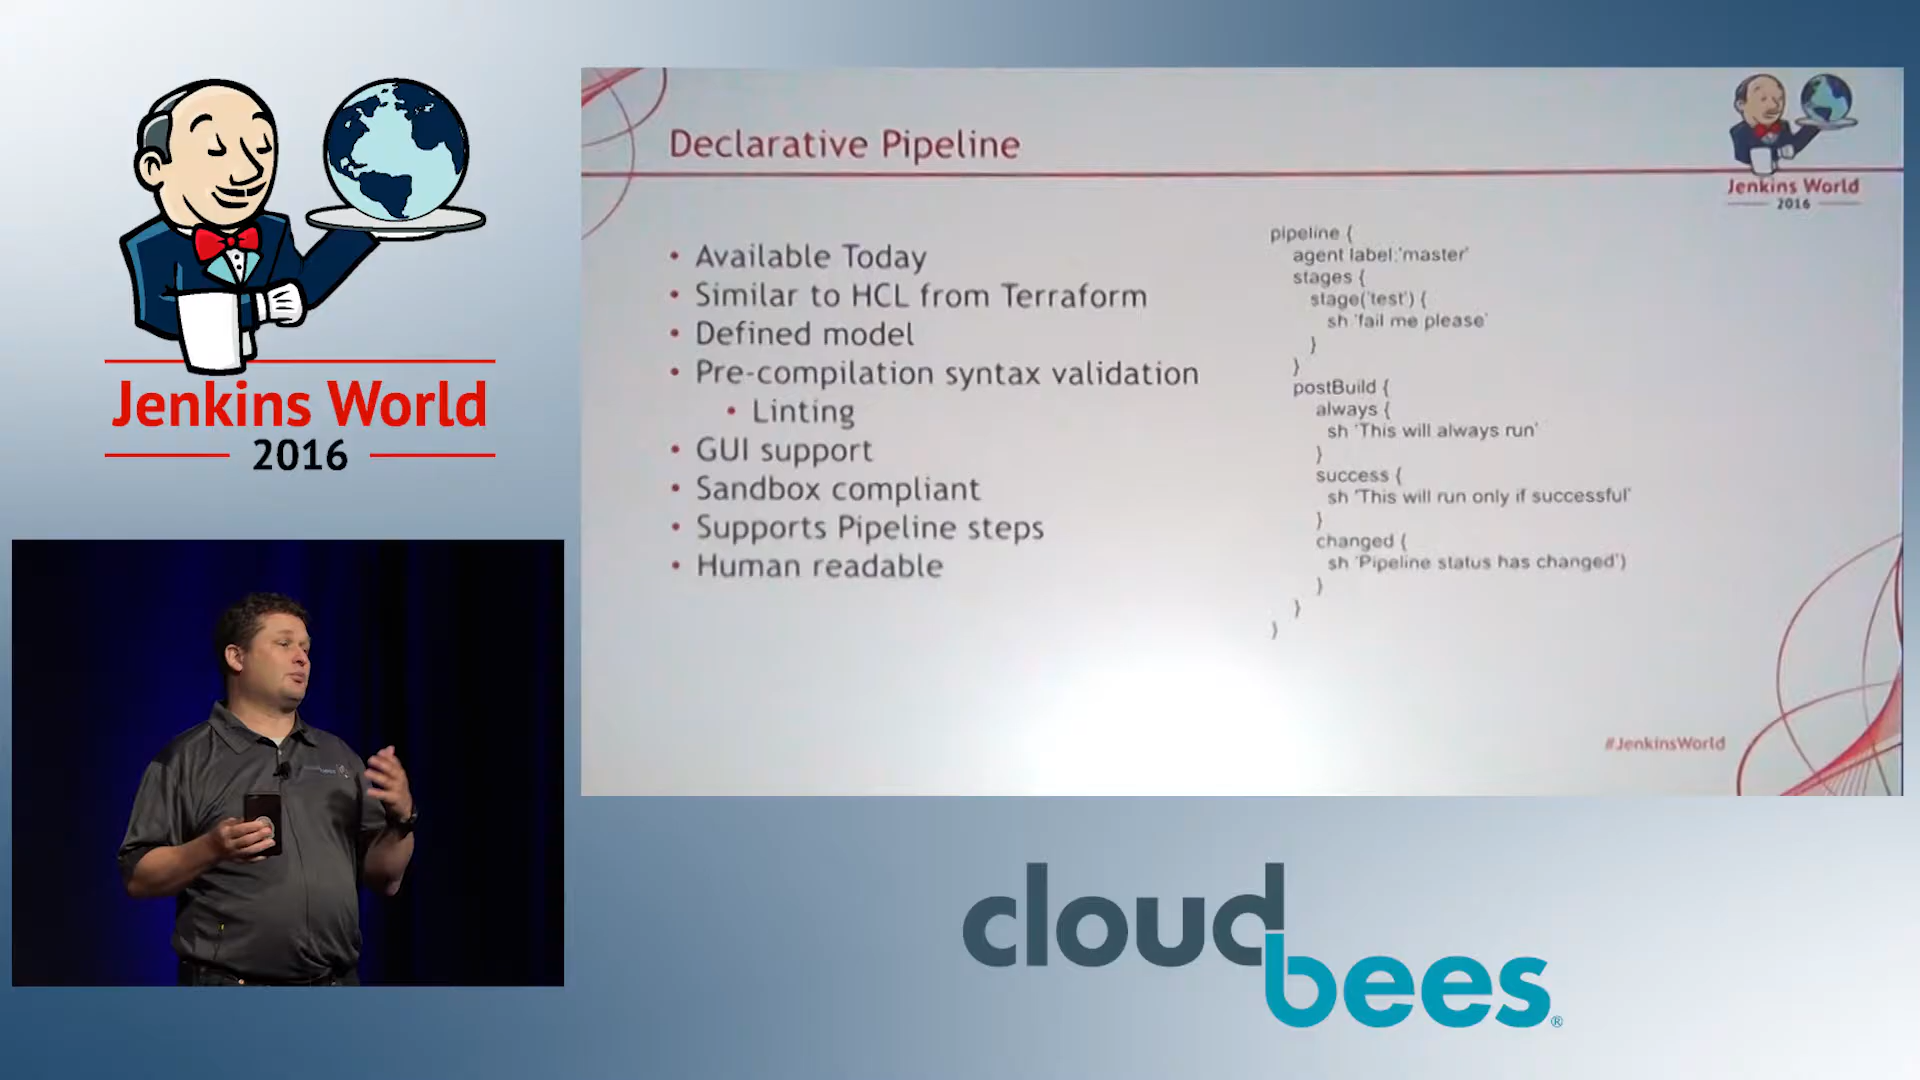 Jenkins World
2016
Declarative Pipeline
Jenkins World
2016
• Available Today
• Similar to HCL from Terraform
• Defined model
• Pre-compilation syntax validation
• Linting
• GUI support
• Sandbox compliant
• Supports Pipeline steps
• Human readable
pipeline {
agent label:'master'
stages {
stage('test') {
sh 'fail me please'
}
}
postBuild {
always {
sh 'This will always run'
}
success {
sh 'This will run only if successful'
}
changed {
sh 'Pipeline status has changed')
}
}
}
#JenkinsWorld
cloud
bees®